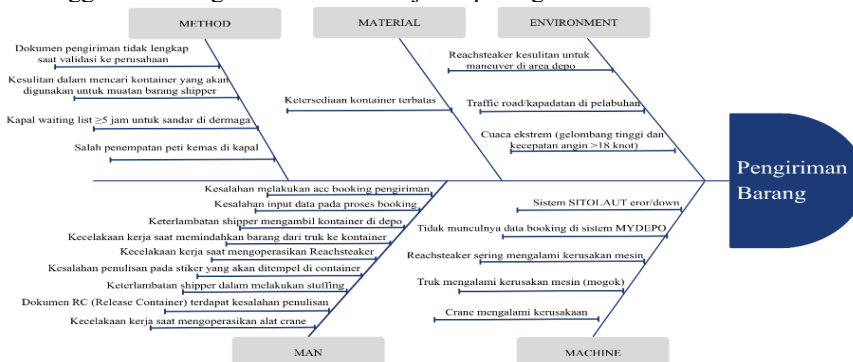 METHOD
MATERIAL
ENVIRONMENT
Dokumen pengiriman tidak lengkap
saat validasi ke perusahaan
Kesulitan dalam mencari kontainer yang akan
digunakan untuk muatan barang shipper
Kapal waiting list ≥5 jam untuk sandar di dermaga
Salah penempatan peti kemas di kapal
Ketersediaan kontainer terbatas
Reachsteaker kesulitan untuk
maneuver di area depo
Traffic road/kapadatan di pelabuhan
Cuaca ekstrem (gelombang tinggi dan
kecepatan angin >18 knot)
Pengiriman
Barang
Kesalahan melakukan acc booking pengiriman
Kesalahan input data pada proses booking
Keterlambatan shipper mengambil kontainer di depo
Kecelakaan kerja saat memindahkan barang dari truk ke kontainer
Kecelakaan kerja saat mengoperasikan Reachsteaker
Kesalahan penulisan pada stiker yang akan ditempel di container
Keterlambatan shipper dalam melakukan stuffing
Dokumen RC (Release Container) terdapat kesalahan penulisan
Kecelakaan kerja saat mengoperasikan alat crane
Sistem SITOLAUT eror/down
Tidak munculnya data booking di sistem MYDEPO
Reachsteaker sering mengalami kerusakan mesin
Truk mengalami kerusakan mesin (mogok)
Crane mengalami kerusakaan
MAN
MACHINE